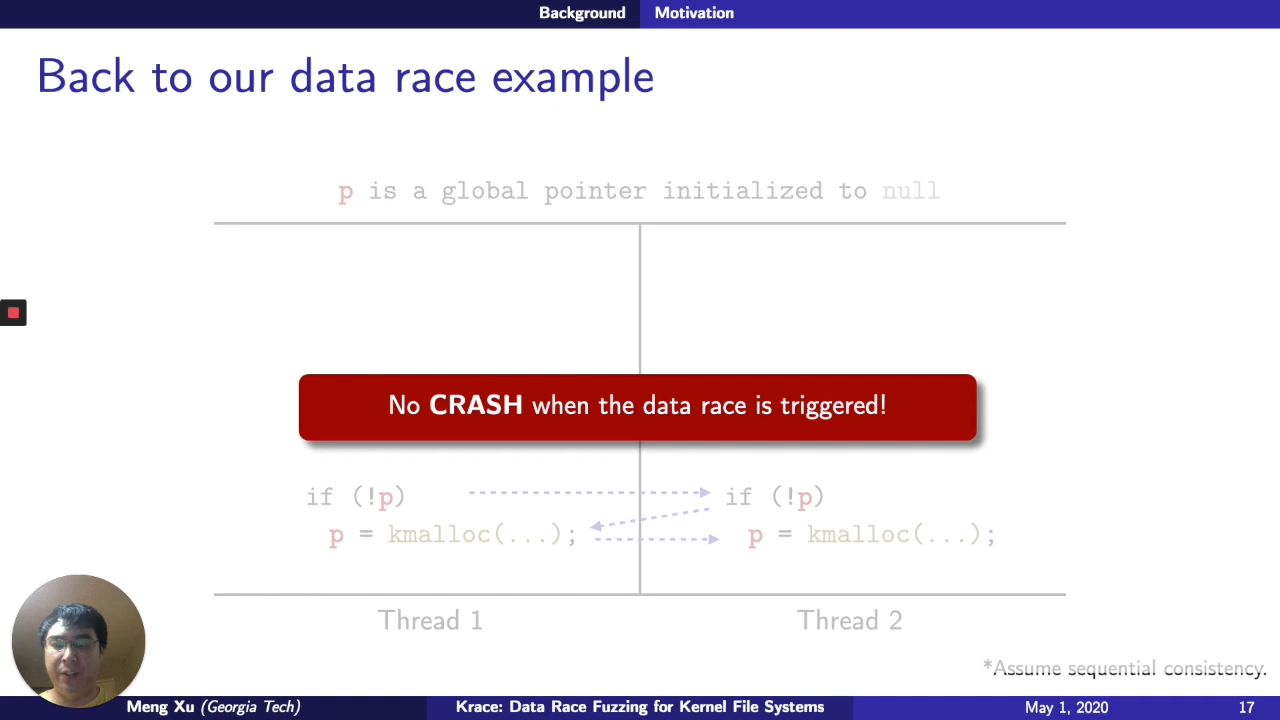 Background Motivation
Back to our data race example
p is a global pointer initialized to null
No CRASH when the data race is triggered!
if (!p) if (!p)
p = kmalloc(...); p = kmalloc(...);
Thread 1 Thread 2
*Assume sequential consistency.
Meng Xu (Georgia Tech) Krace: Data Race Fuzzing for Kernel File Systems May 1, 2020 17